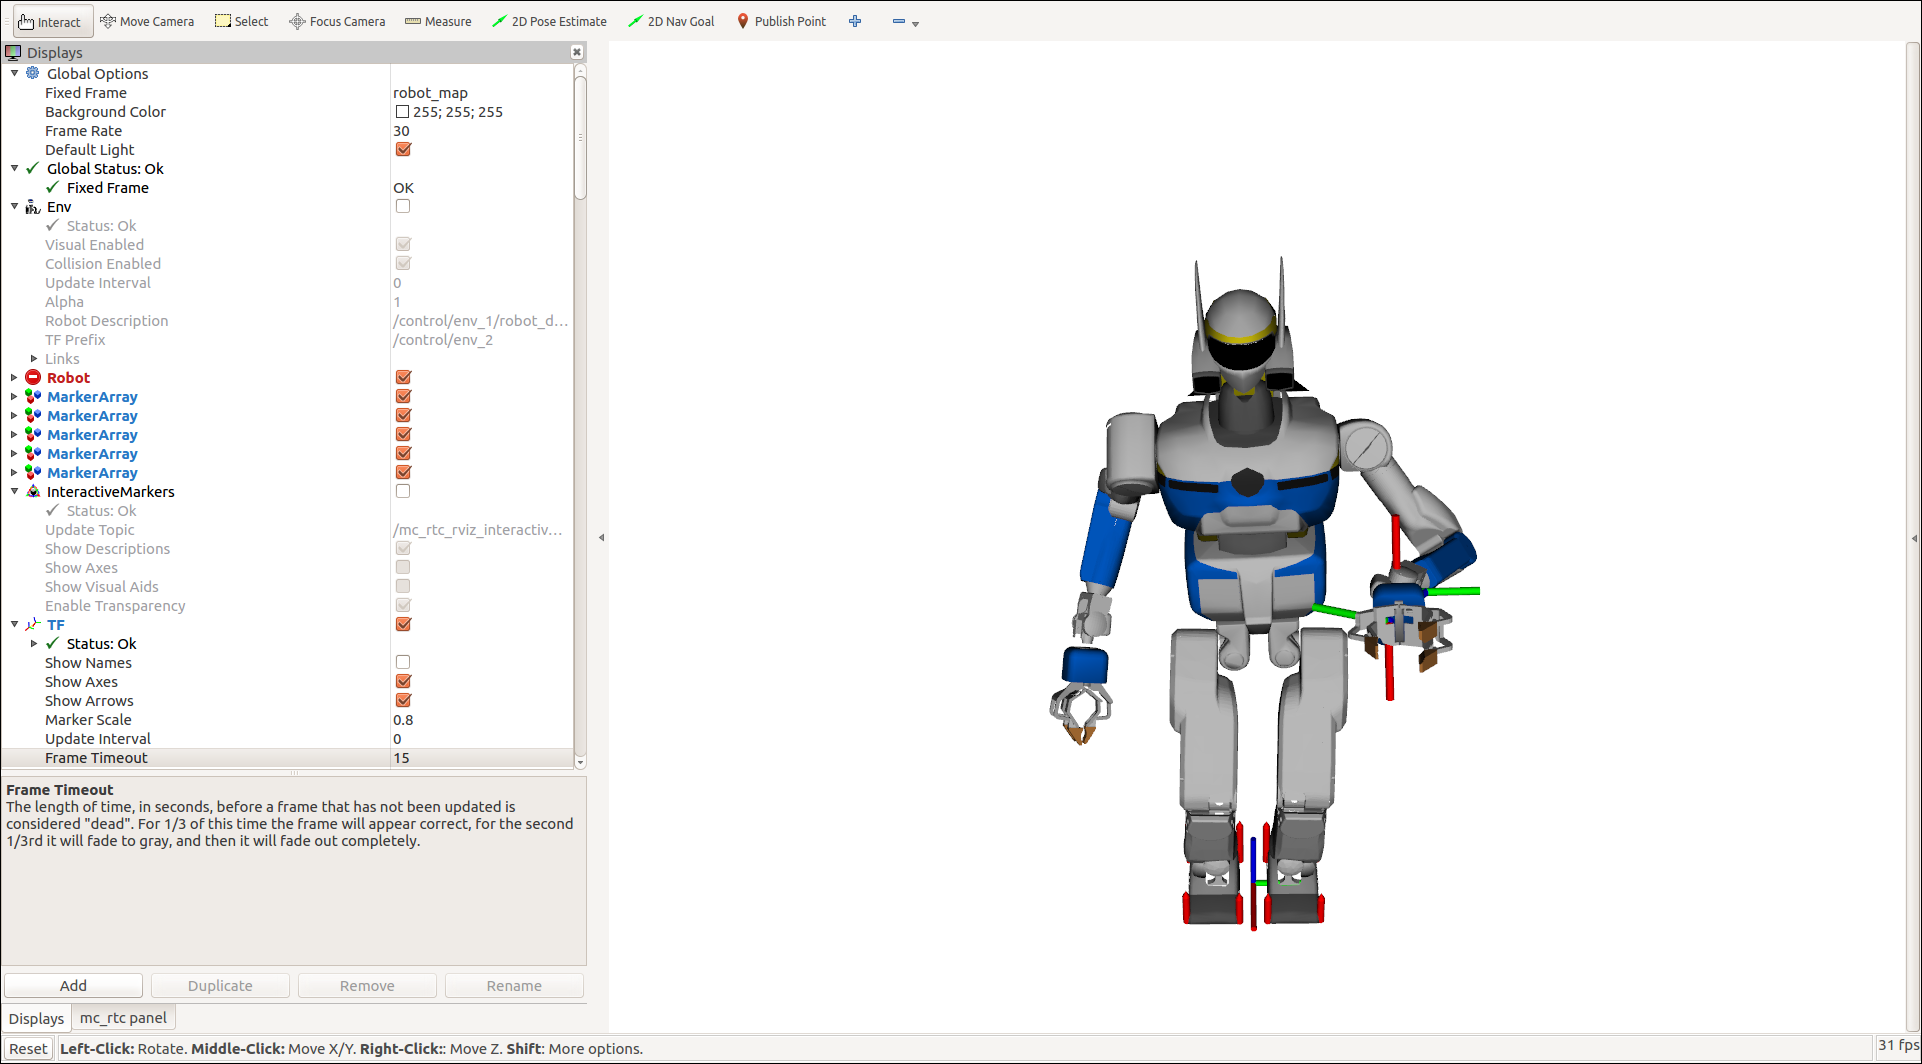 Interact Move Camera Select Focus Camera Measure 2D Pose Estimate 2D Nav Goal Publish Point
Displays
Global Options
Fixed Frame robot_map
Background Color 255; 255; 255
Frame Rate 30
Default Light
Global Status: Ok
Fixed Frame OK
Env
Status: Ok
Visual Enabled
Collision Enabled
Update Interval 0
Alpha 1
Robot Description /control/env_1/robot_d...
TF Prefix /control/env_2
Links
Robot
MarkerArray
MarkerArray
MarkerArray
MarkerArray
MarkerArray
InteractiveMarkers
Status: Ok
Update Topic /mc_rtc_rviz_interactiv...
Show Descriptions
Show Axes
Show Visual Aids
Enable Transparency
TF
Status: Ok
Show Names
Show Axes
Show Arrows
Marker Scale 0.8
Update Interval 0
Frame Timeout 15
Frame Timeout
The length of time, in seconds, before a frame that has not been updated is
considered "dead". For 1/3 of this time the frame will appear correct, for the second
1/3rd it will fade to gray, and then it will fade out completely.
Add Duplicate Remove Rename
Displays mc_rtc panel
Reset Left-Click: Rotate. Middle-Click: Move X/Y. Right-Click:: Move Z. Shift: More options. 31 fps